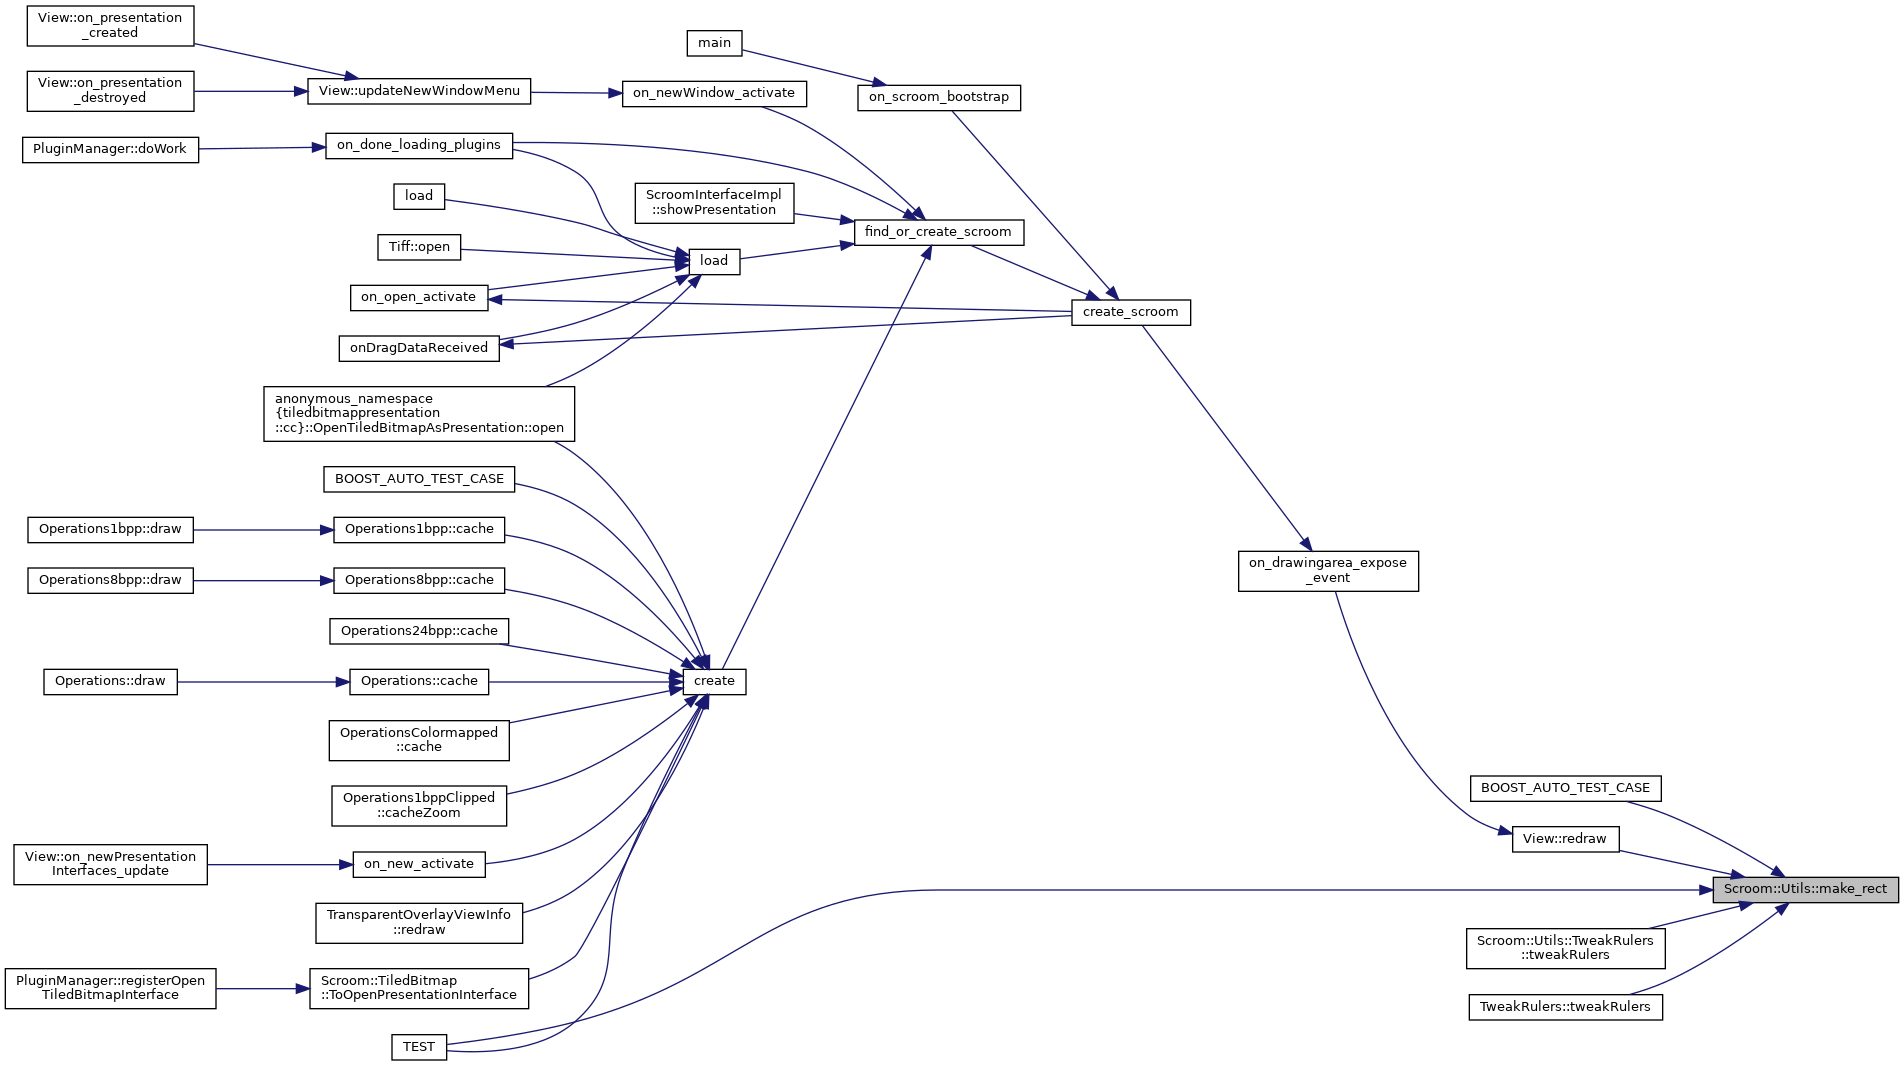 View::on_presentation
_created
main
View::on_presentation
_destroyed
View::updateNewWindowMenu
on_newWindow_activate
on_scroom_bootstrap
PluginManager::doWork
on_done_loading_plugins
load
ScroomInterfaceImpl
::showPresentation
find_or_create_scroom
Tiff::open
load
on_open_activate
create_scroom
onDragDataReceived
anonymous_namespace
{tiledbitmappresentation
::cc}::OpenTiledBitmapAsPresentation::open
BOOST_AUTO_TEST_CASE
Operations1bpp::draw
Operations1bpp::cache
Operations8bpp::draw
Operations8bpp::cache
on_drawingarea_expose
_event
Operations24bpp::cache
Operations::draw
Operations::cache
create
OperationsColormapped
::cache
Operations1bppClipped
::cacheZoom
BOOST_AUTO_TEST_CASE
View::redraw
View::on_newPresentation
Interfaces_update
on_new_activate
Scroom::Utils::make_rect
TransparentOverlayViewInfo
::redraw
Scroom::Utils::TweakRulers
::tweakRulers
PluginManager::registerOpen
TiledBitmapInterface
Scroom::TiledBitmap
::ToOpenPresentationInterface
TweakRulers::tweakRulers
TEST